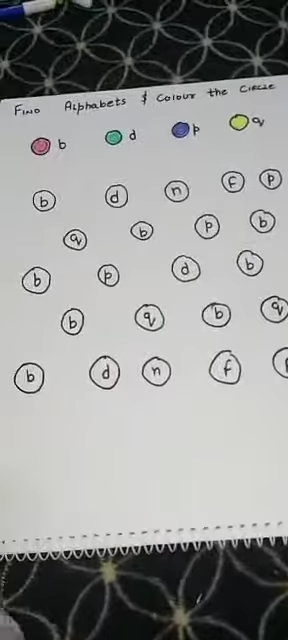 FIND Alphabets & Colour the Circle
b d p q
b d n f p
q b p b
b p d b
b q b q
b d n f